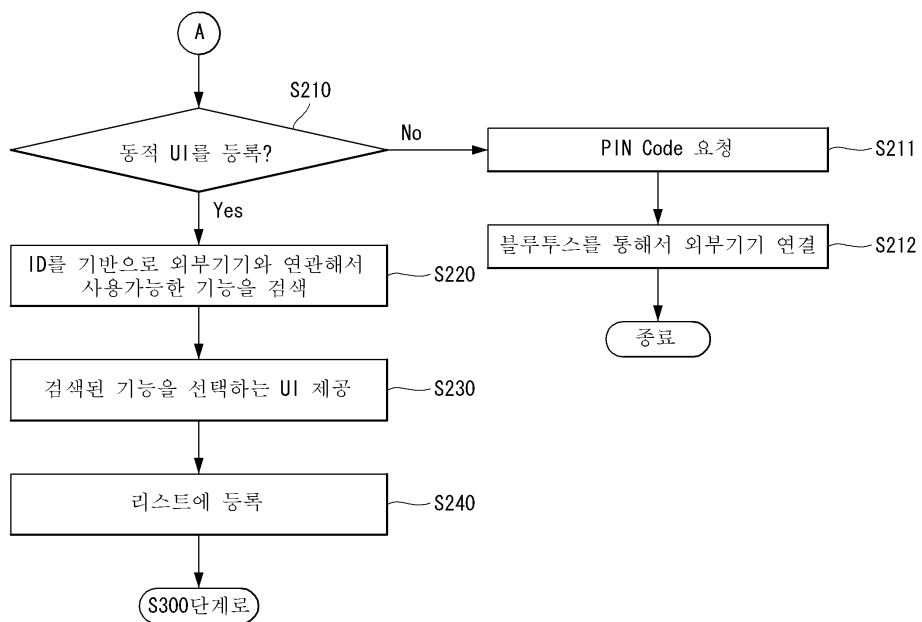 A
S210
동적 UI를 등록?
No
PIN Code 요청
S211
Yes
블루투스를 통해서 외부기기 연결
S212
ID를 기반으로 외부기기와 연관해서
사용가능한 기능을 검색
S220
종료
검색된 기능을 선택하는 UI 제공
S230
리스트에 등록
S240
S300단계로